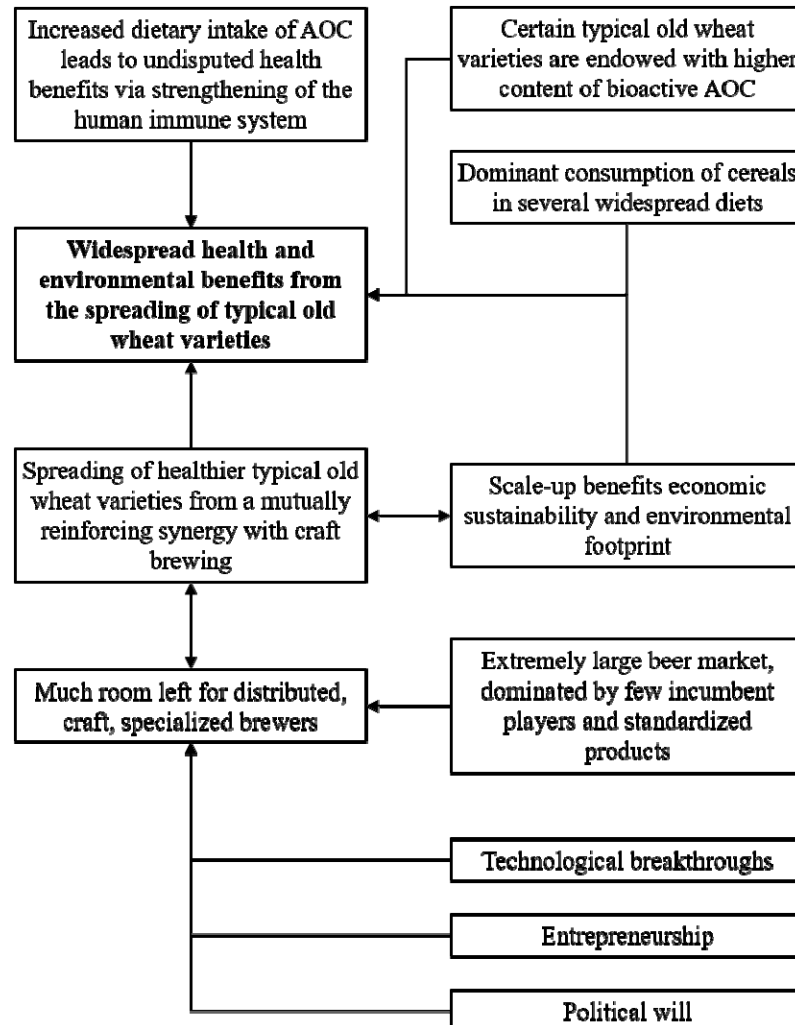 Increased dietary intake of AOC
leads to undisputed health
benefits via strengthening of the
human immune system
Certain typical old wheat
varieties are endowed with higher
content of bioactive AOC
Dominant consumption of cereals
in several widespread diets
Widespread health and
environmental benefits from
the spreading of typical old
wheat varieties
Spreading of healthier typical old
wheat varieties from a mutually
reinforcing synergy with craft
brewing
Scale-up benefits economic
sustainability and environmental
footprint
Much room left for distributed,
craft, specialized brewers
Extremely large beer market,
dominated by few incumbent
players and standardized
products
Technological breakthroughs
Entrepreneurship
Political will